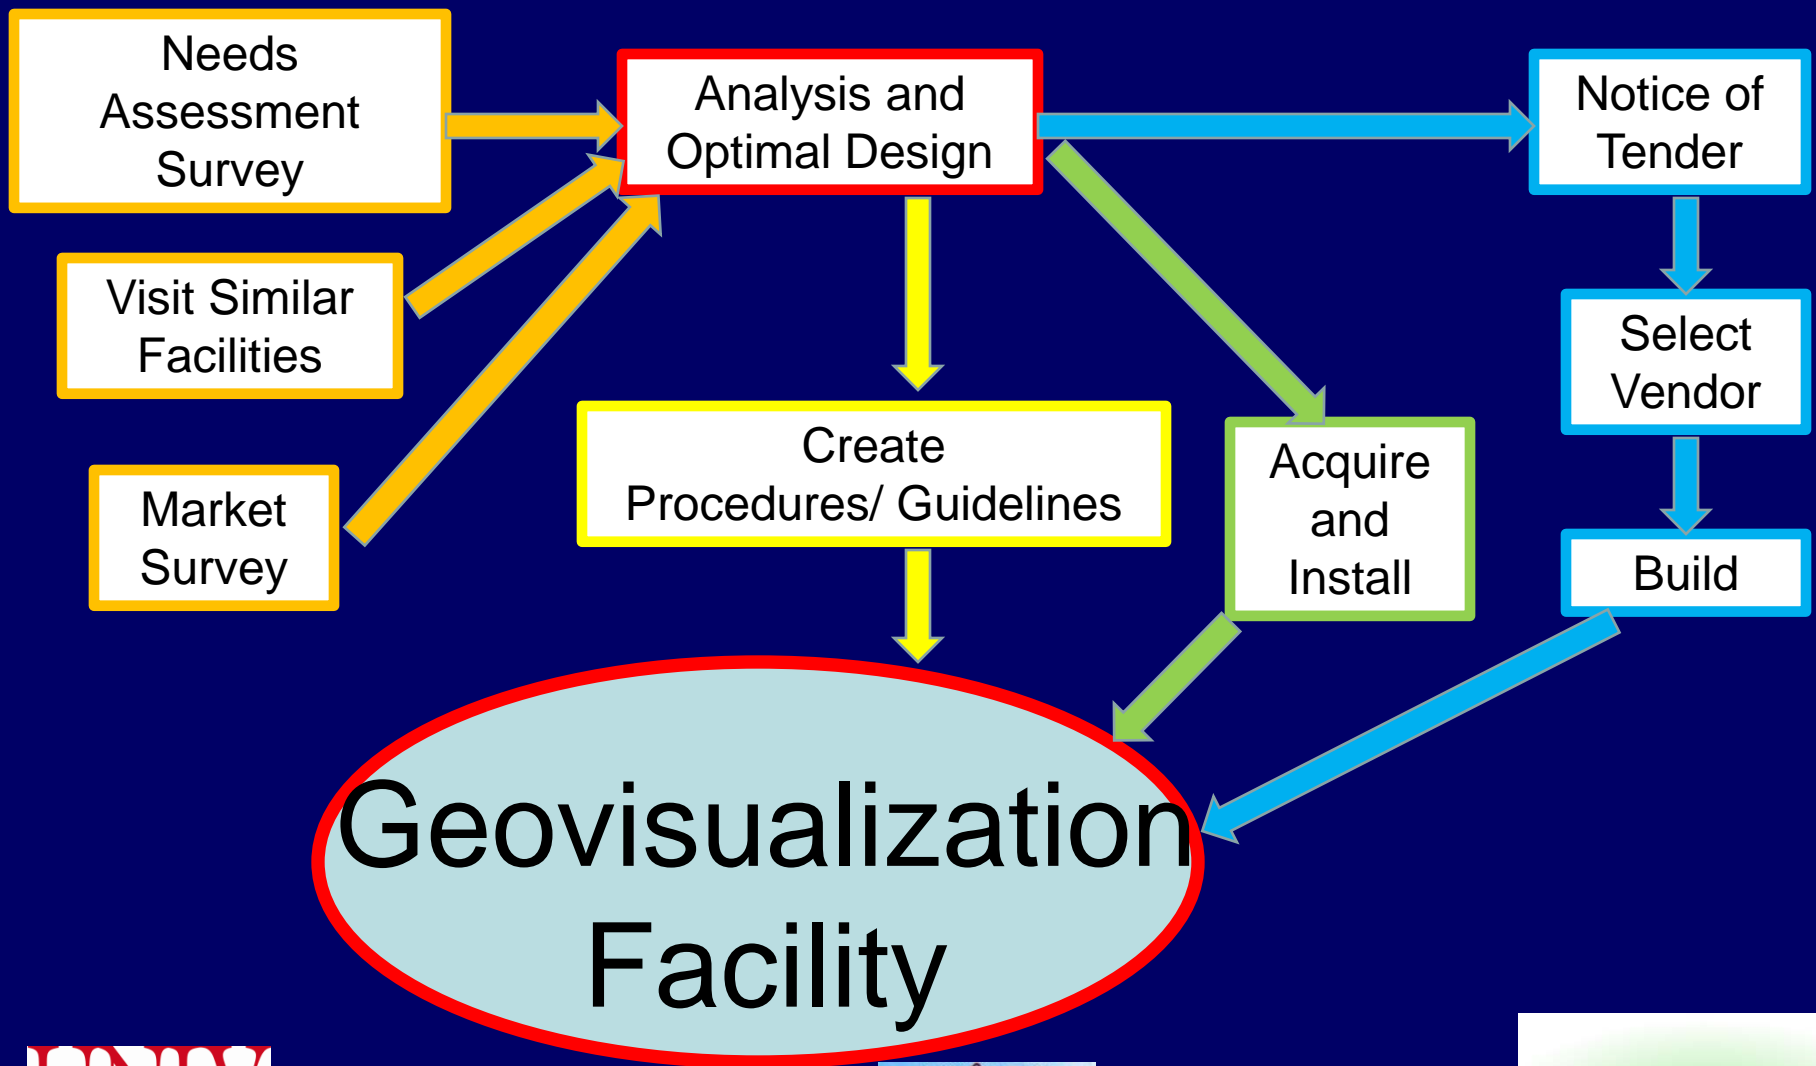 Needs
Assessment
Survey
Analysis and
Optimal Design
Notice of
Tender
Visit Similar
Facilities
Select
Vendor
Market
Survey
Create
Procedures/ Guidelines
Acquire
and
Install
Build
Geovisualization
Facility